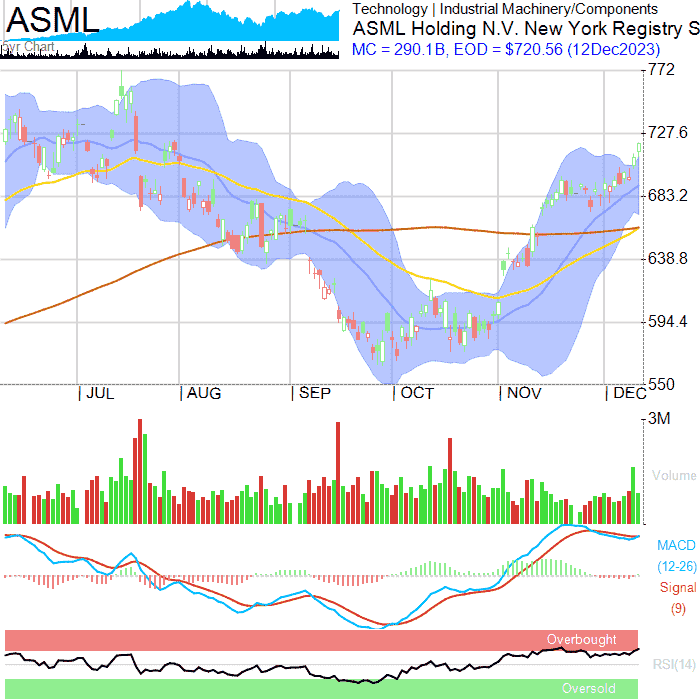 ASML
5yr Chart
Technology | Industrial Machinery/Components
ASML Holding N.V. New York Registry S
MC = 290.1B, EOD = $720.56 (12Dec2023)
772
727.6
683.2
638.8
594.4
550
JUL
AUG
SEP
OCT
NOV
DEC
3M
Volume
MACD
(12-26)
Signal
(9)
Overbought
RSI(14)
Oversold